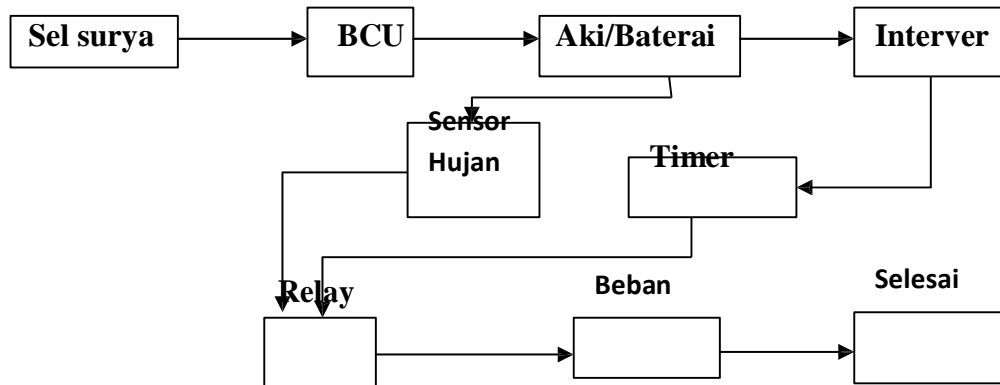 Sel surya
BCU
Aki/Baterai
Interver
Sensor
Hujan
Timer
Relay
Beban
Selesai